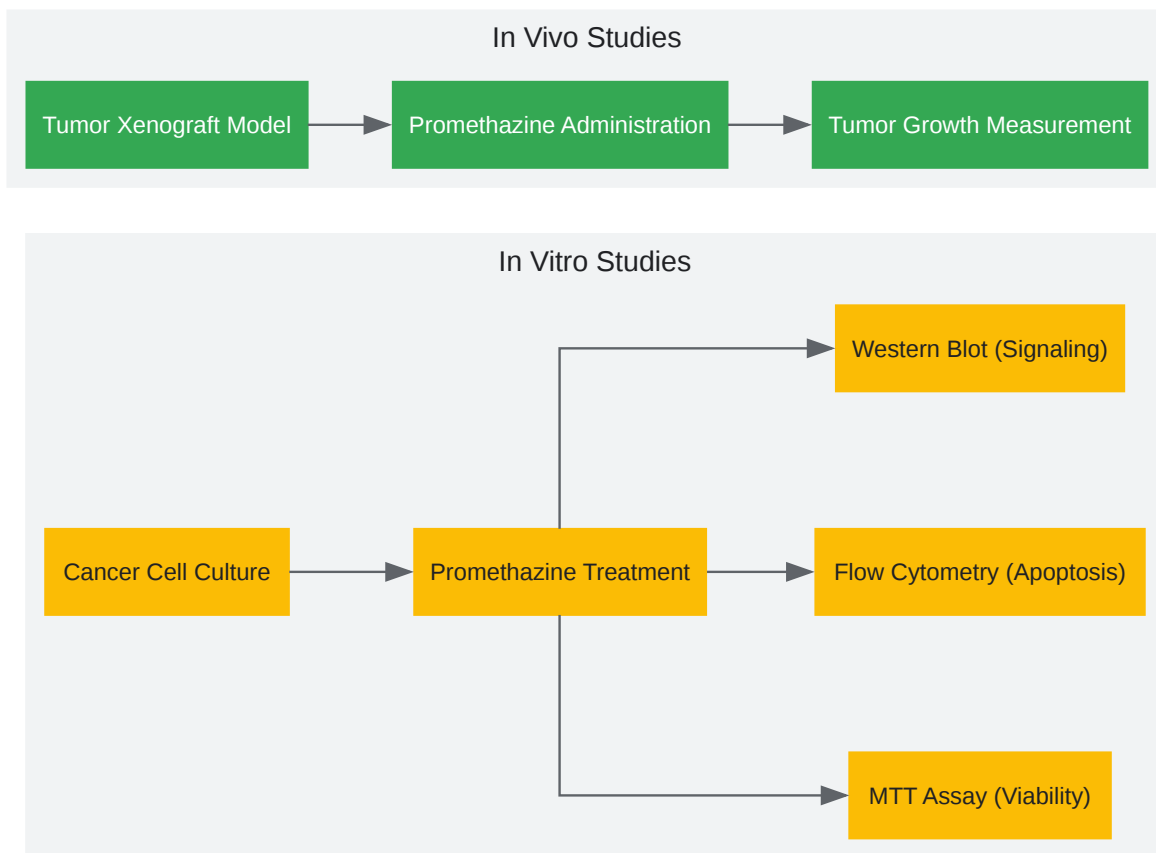 In Vivo Studies
Tumor Xenograft Model
Promethazine Administration
Tumor Growth Measurement
In Vitro Studies
Western Blot (Signaling)
Cancer Cell Culture
Promethazine Treatment
Flow Cytometry (Apoptosis)
MTT Assay (Viability)